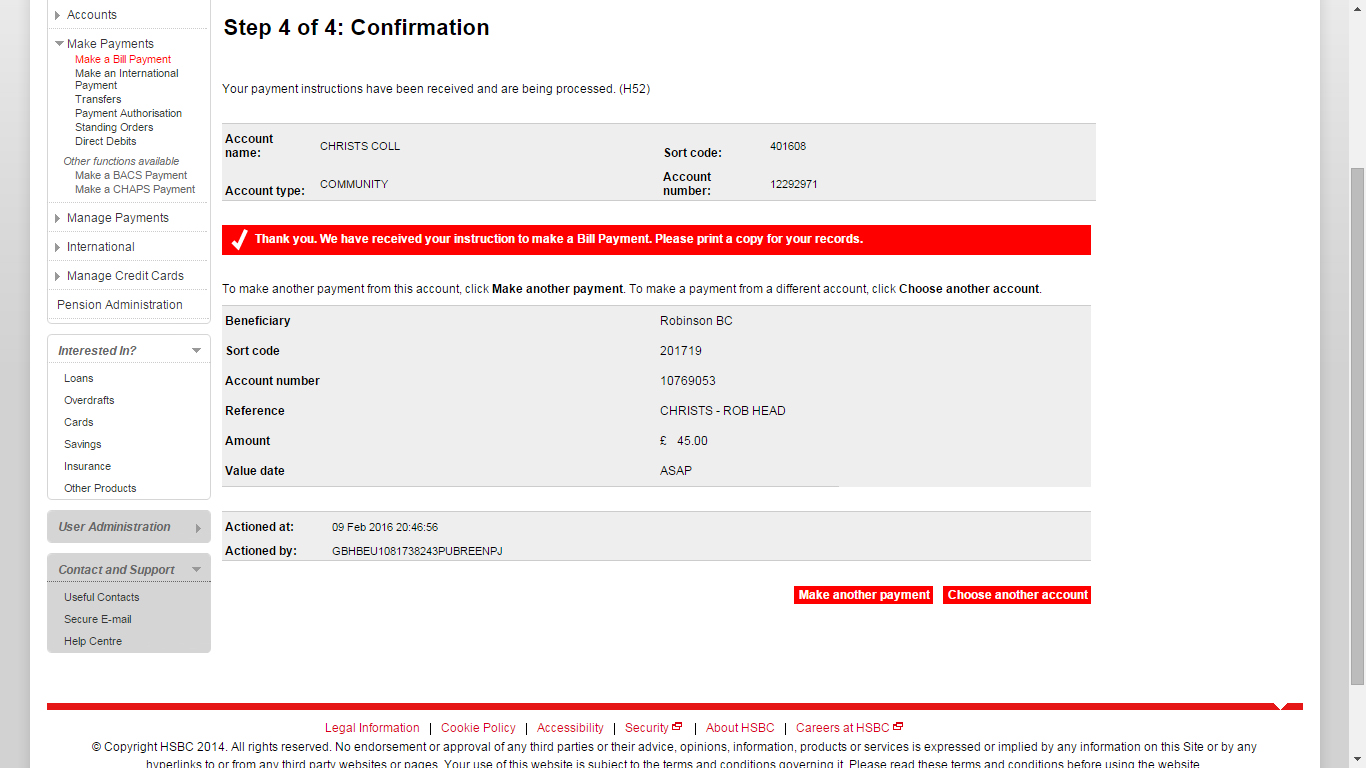 Accounts
Make Payments
Make a Bill Payment
Make an International
Payment
Transfers
Payment Authorisation
Standing Orders
Direct Debits
Other functions available
Make a BACS Payment
Make a CHAPS Payment
Manage Payments
International
Manage Credit Cards
Pension Administration
Interested In?
Loans
Overdrafts
Cards
Savings
Insurance
Other Products
User Administration
Contact and Support
Useful Contacts
Secure E-mail
Help Centre
Step 4 of 4: Confirmation
Your payment instructions have been received and are being processed. (H52)
Account name: CHRISTS COLL Sort code: 401608
Account type: COMMUNITY Account number: 12292971
Thank you. We have received your instruction to make a Bill Payment. Please print a copy for your records.
To make another payment from this account, click Make another payment. To make a payment from a different account, click Choose another account.
Beneficiary Robinson BC
Sort code 201719
Account number 10769053
Reference CHRISTS - ROB HEAD
Amount £ 45.00
Value date ASAP
Actioned at: 09 Feb 2016 20:46:56
Actioned by: GBHBEU1081738243PUBREENPJ
Make another payment Choose another account
Legal Information | Cookie Policy | Accessibility | Security | About HSBC | Careers at HSBC
© Copyright HSBC 2014. All rights reserved. No endorsement or approval of any third parties or their advice, opinions, information, products or services is expressed or implied by any information on this Site or by any
hyperlinks to or from any third party websites or pages. Your use of this website is subject to the terms and conditions governing it. Please read these terms and conditions before using the website.